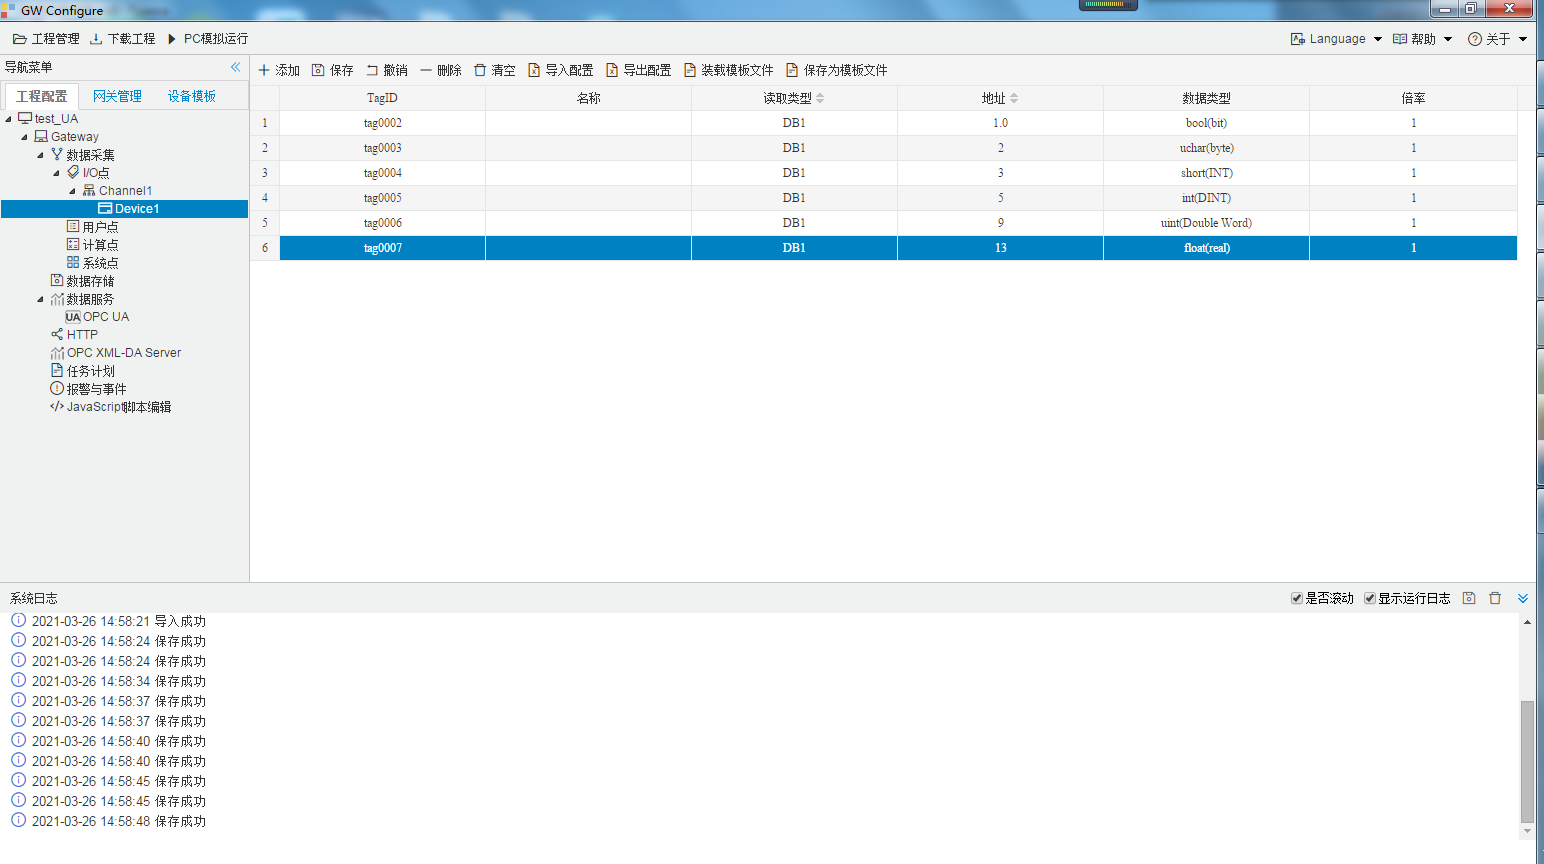 GW Configure
工程管理 下载工程 PC模拟运行 Language 帮助 关于
导航菜单
添加 保存 撤销 删除 清空 导入配置 导出配置 装载模板文件 保存为模板文件
工程配置 网关管理 设备模板
test_UA
Gateway
数据采集
I/O点
Channel1
Device1
用户点
计算点
系统点
数据存储
数据服务
UA OPC UA
HTTP
OPC XML-DA Server
任务计划
报警与事件
JavaScript脚本编辑
TagID 名称 读取类型 地址 数据类型 倍率
1 tag0002 DB1 1.0 bool(bit) 1
2 tag0003 DB1 2 uchar(byte) 1
3 tag0004 DB1 3 short(INT) 1
4 tag0005 DB1 5 int(DINT) 1
5 tag0006 DB1 9 uint(Double Word) 1
6 tag0007 DB1 13 float(real) 1
系统日志 是否滚动 显示运行日志
2021-03-26 14:58:21 导入成功
2021-03-26 14:58:24 保存成功
2021-03-26 14:58:24 保存成功
2021-03-26 14:58:34 保存成功
2021-03-26 14:58:37 保存成功
2021-03-26 14:58:37 保存成功
2021-03-26 14:58:40 保存成功
2021-03-26 14:58:40 保存成功
2021-03-26 14:58:45 保存成功
2021-03-26 14:58:45 保存成功
2021-03-26 14:58:48 保存成功